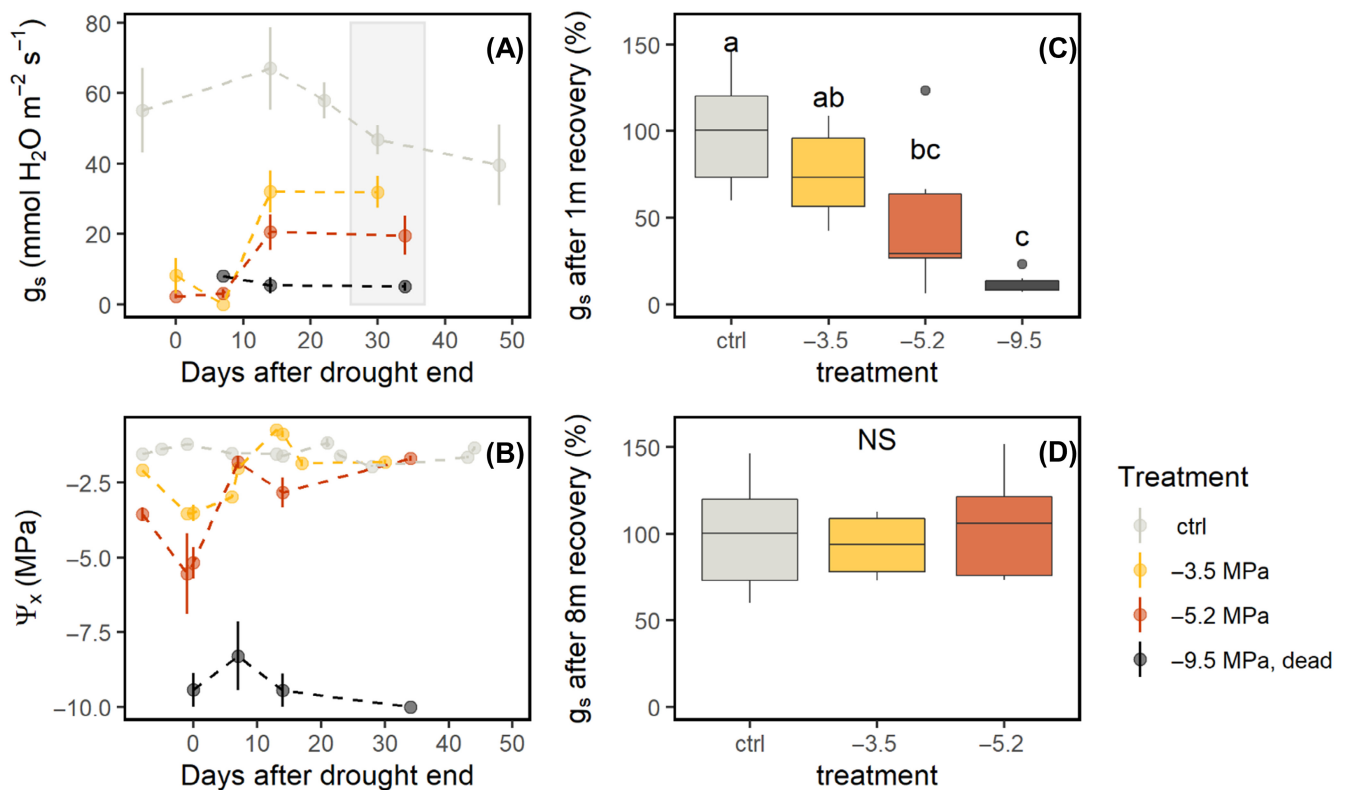 (A)
g_s (mmol H₂O m⁻² s⁻¹)
80
60
40
20
0
0 10 20 30 40 50
Days after drought end
(C)
g_s after 1m recovery (%)
150
100
50
0
a
ab
bc
c
ctrl −3.5 −5.2 −9.5
treatment
(B)
Ψ_x (MPa)
−2.5
−5.0
−7.5
−10.0
0 10 20 30 40 50
Days after drought end
(D)
g_s after 8m recovery (%)
150
100
50
0
NS
ctrl −3.5 −5.2
treatment
Treatment
ctrl
−3.5 MPa
−5.2 MPa
−9.5 MPa, dead